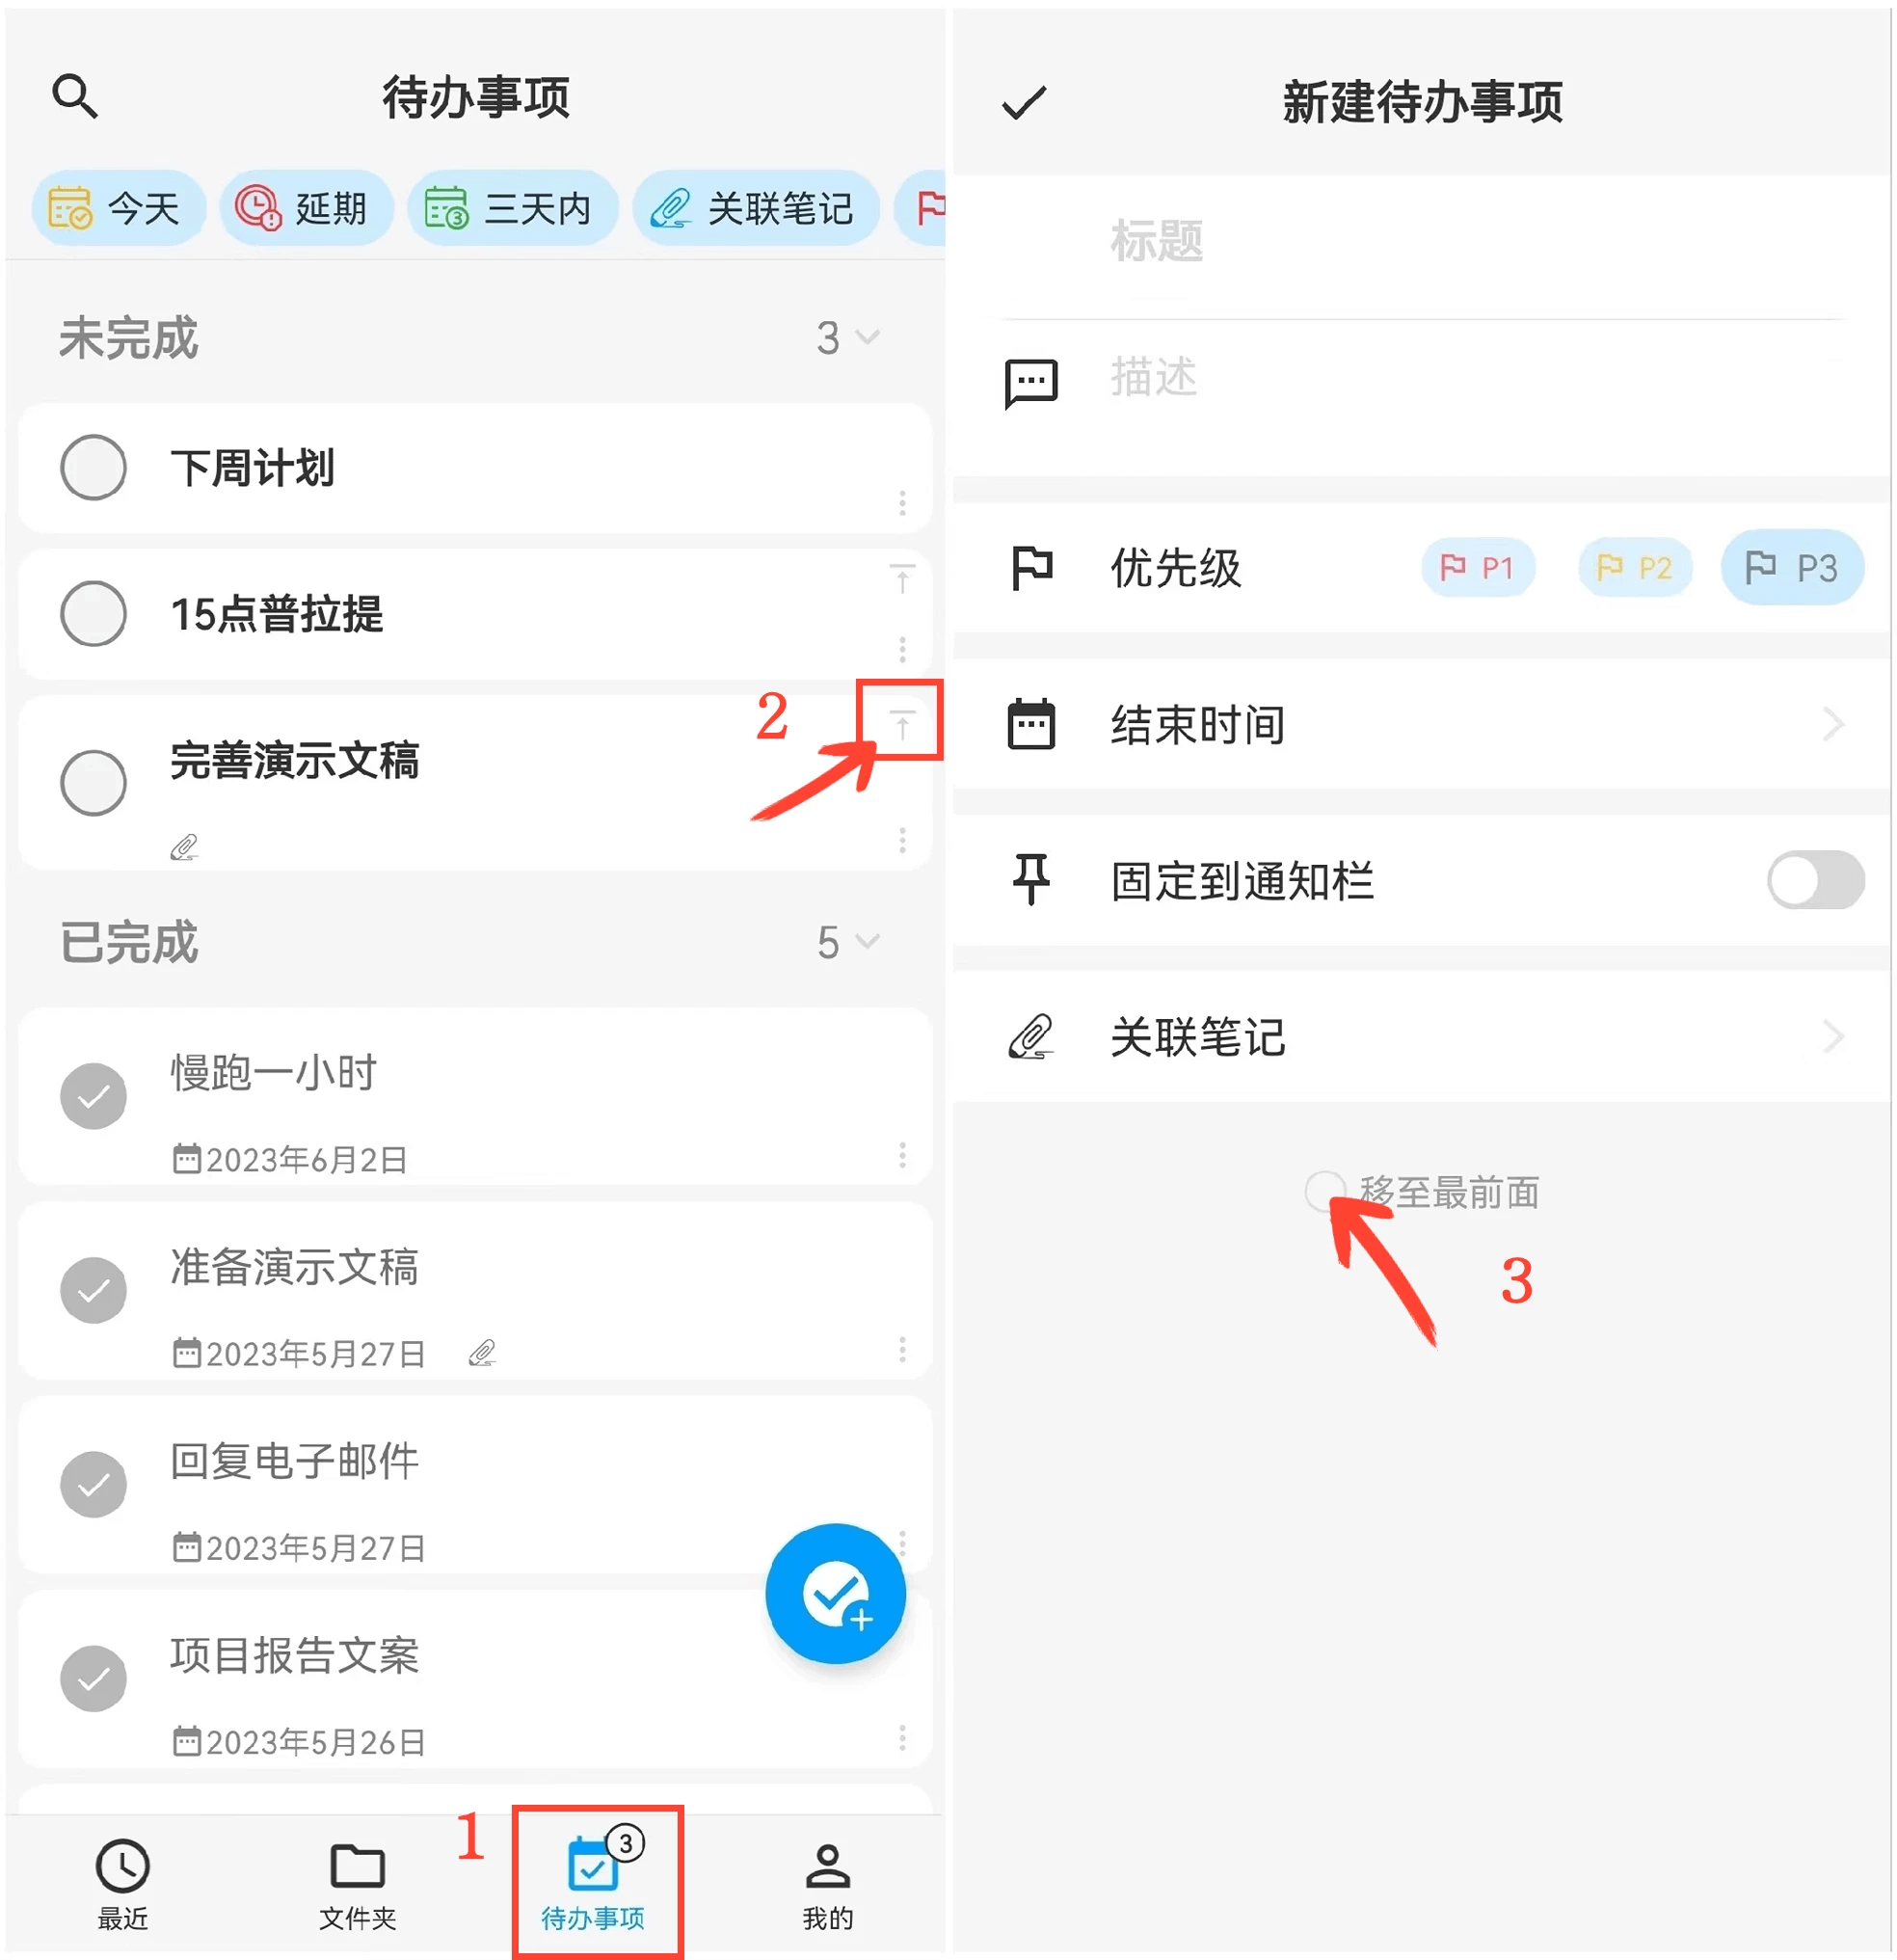 待办事项
今天 延期 三天内 关联笔记
未完成 3
下周计划
15点普拉提
2
完善演示文稿
已完成 5
慢跑一小时
2023年6月2日
准备演示文稿
2023年5月27日
回复电子邮件
2023年5月27日
项目报告文案
2023年5月26日
1
3
最近 文件夹 待办事项 我的
新建待办事项
标题
描述
优先级 P1 P2 P3
结束时间
固定到通知栏
关联笔记
移至最前面
3